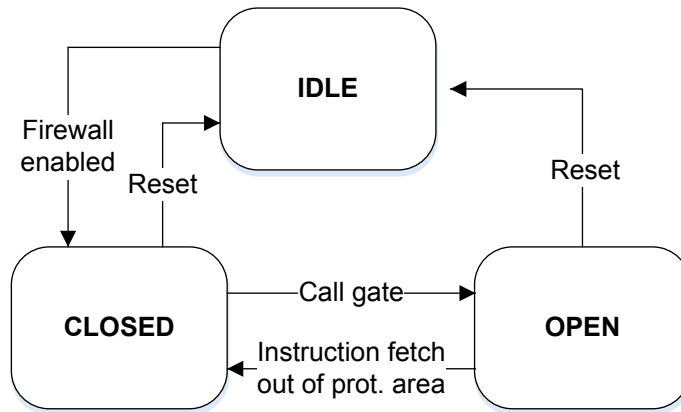 IDLE
Firewall
enabled
Reset
Reset
CLOSED
Call gate
OPEN
Instruction fetch
out of prot. area